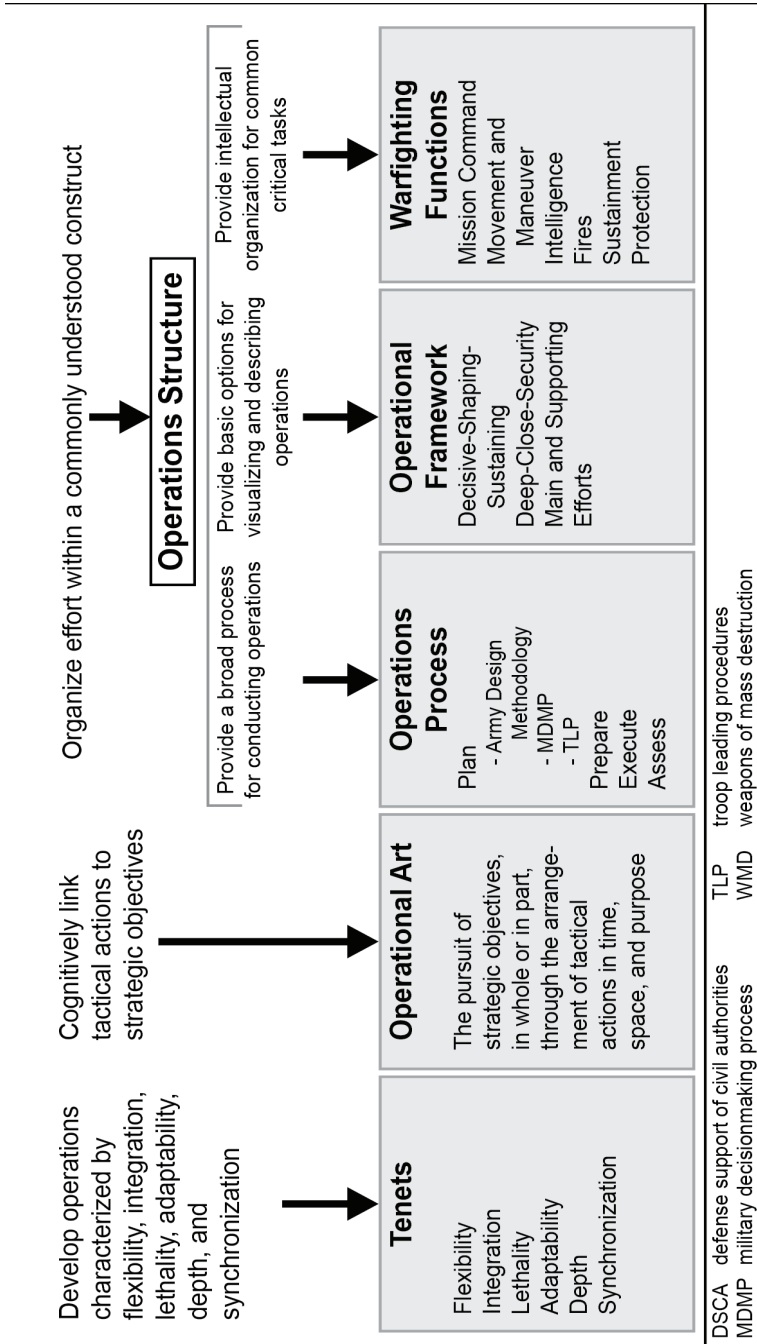 Develop operations
characterized by
flexibility, integration,
lethality, adaptability,
depth, and
synchronization
Cognitively link
tactical actions to
strategic objectives
Organize effort within a commonly understood construct
Operations Structure
Provide a broad process
for conducting operations
Provide basic options for
visualizing and describing
operations
Provide intellectual
organization for common
critical tasks
Tenets
Flexibility
Integration
Lethality
Adaptability
Depth
Synchronization
Operational Art
The pursuit of
strategic objectives,
in whole or in part,
through the arrange-
ment of tactical
actions in time,
space, and purpose
Operations
Process
Plan
- Army Design
Methodology
- MDMP
- TLP
Prepare
Execute
Assess
Operational
Framework
Decisive-Shaping-
Sustaining
Deep-Close-Security
Main and Supporting
Efforts
Warfighting
Functions
Mission Command
Movement and
Maneuver
Intelligence
Fires
Sustainment
Protection
DSCA defense support of civil authorities
MDMP military decisionmaking process
TLP troop leading procedures
WMD weapons of mass destruction